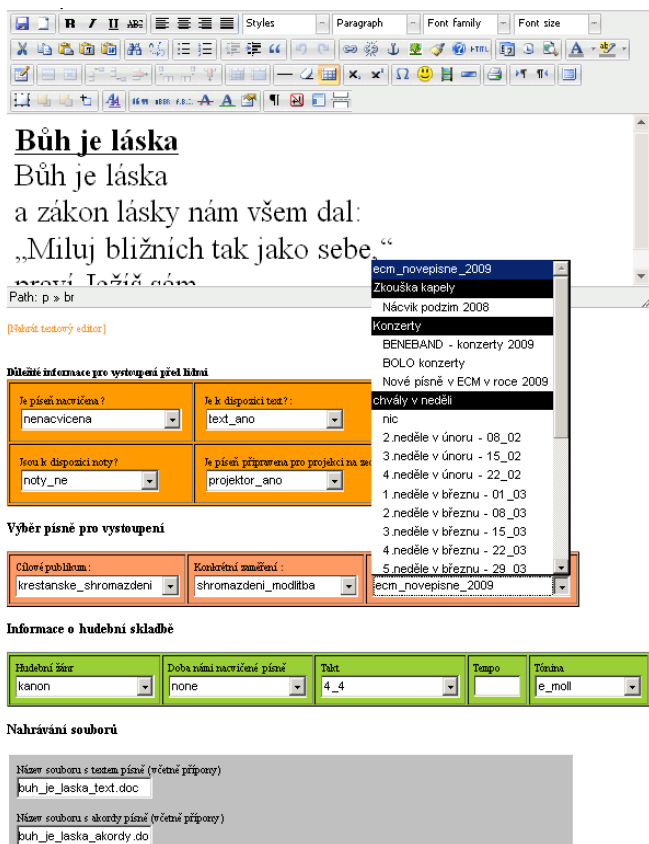 Styles Paragraph Font family Font size
Bůh je láska
Bůh je láska
a zákon lásky nám všem dal:
„Miluj bližních tak jako sebe,“
praví Ježíš sám
Path: p » br
[Nahrát textový editor]
ecm_novepisne_2009
Zkouška kapely
Nácvik podzim 2008
Konzerty
BENEBAND - konzerty 2009
BOLO konzerty
Nové písně v ECM v roce 2009
chvály v neděli
nic
2.neděle v únoru - 08_02
3.neděle v únoru - 15_02
4.neděle v únoru - 22_02
1.neděle v březnu - 01_03
2.neděle v březnu - 08_03
3.neděle v březnu - 15_03
4.neděle v březnu - 22_03
5.neděle v březnu - 29_03
Důležité informace pro vystoupení před lidmi
Je píseň nacvičena? Je k dispozici text?:
nenacvicena text_ano
Jsou k dispozici noty? Je píseň připravena pro projekci na
noty_ne projektor_ano
Výběr písně pro vystoupení
Cílové publikum: Konkrétní zaměření :
krestanske_shromazdeni shromazdeni_modlitba ecm_novepisne_2009
Informace o hudební skladbě
Hudební žánr Doba námi nacvičené písně Takt Tempo Tónina
kanon none 4_4 e_moll
Nahrávání souborů
Název souboru s textem písně (včetně přípony)
buh_je_laska_text.doc
Název souboru s akordy písně (včetně přípony)
buh_je_laska_akordy.do